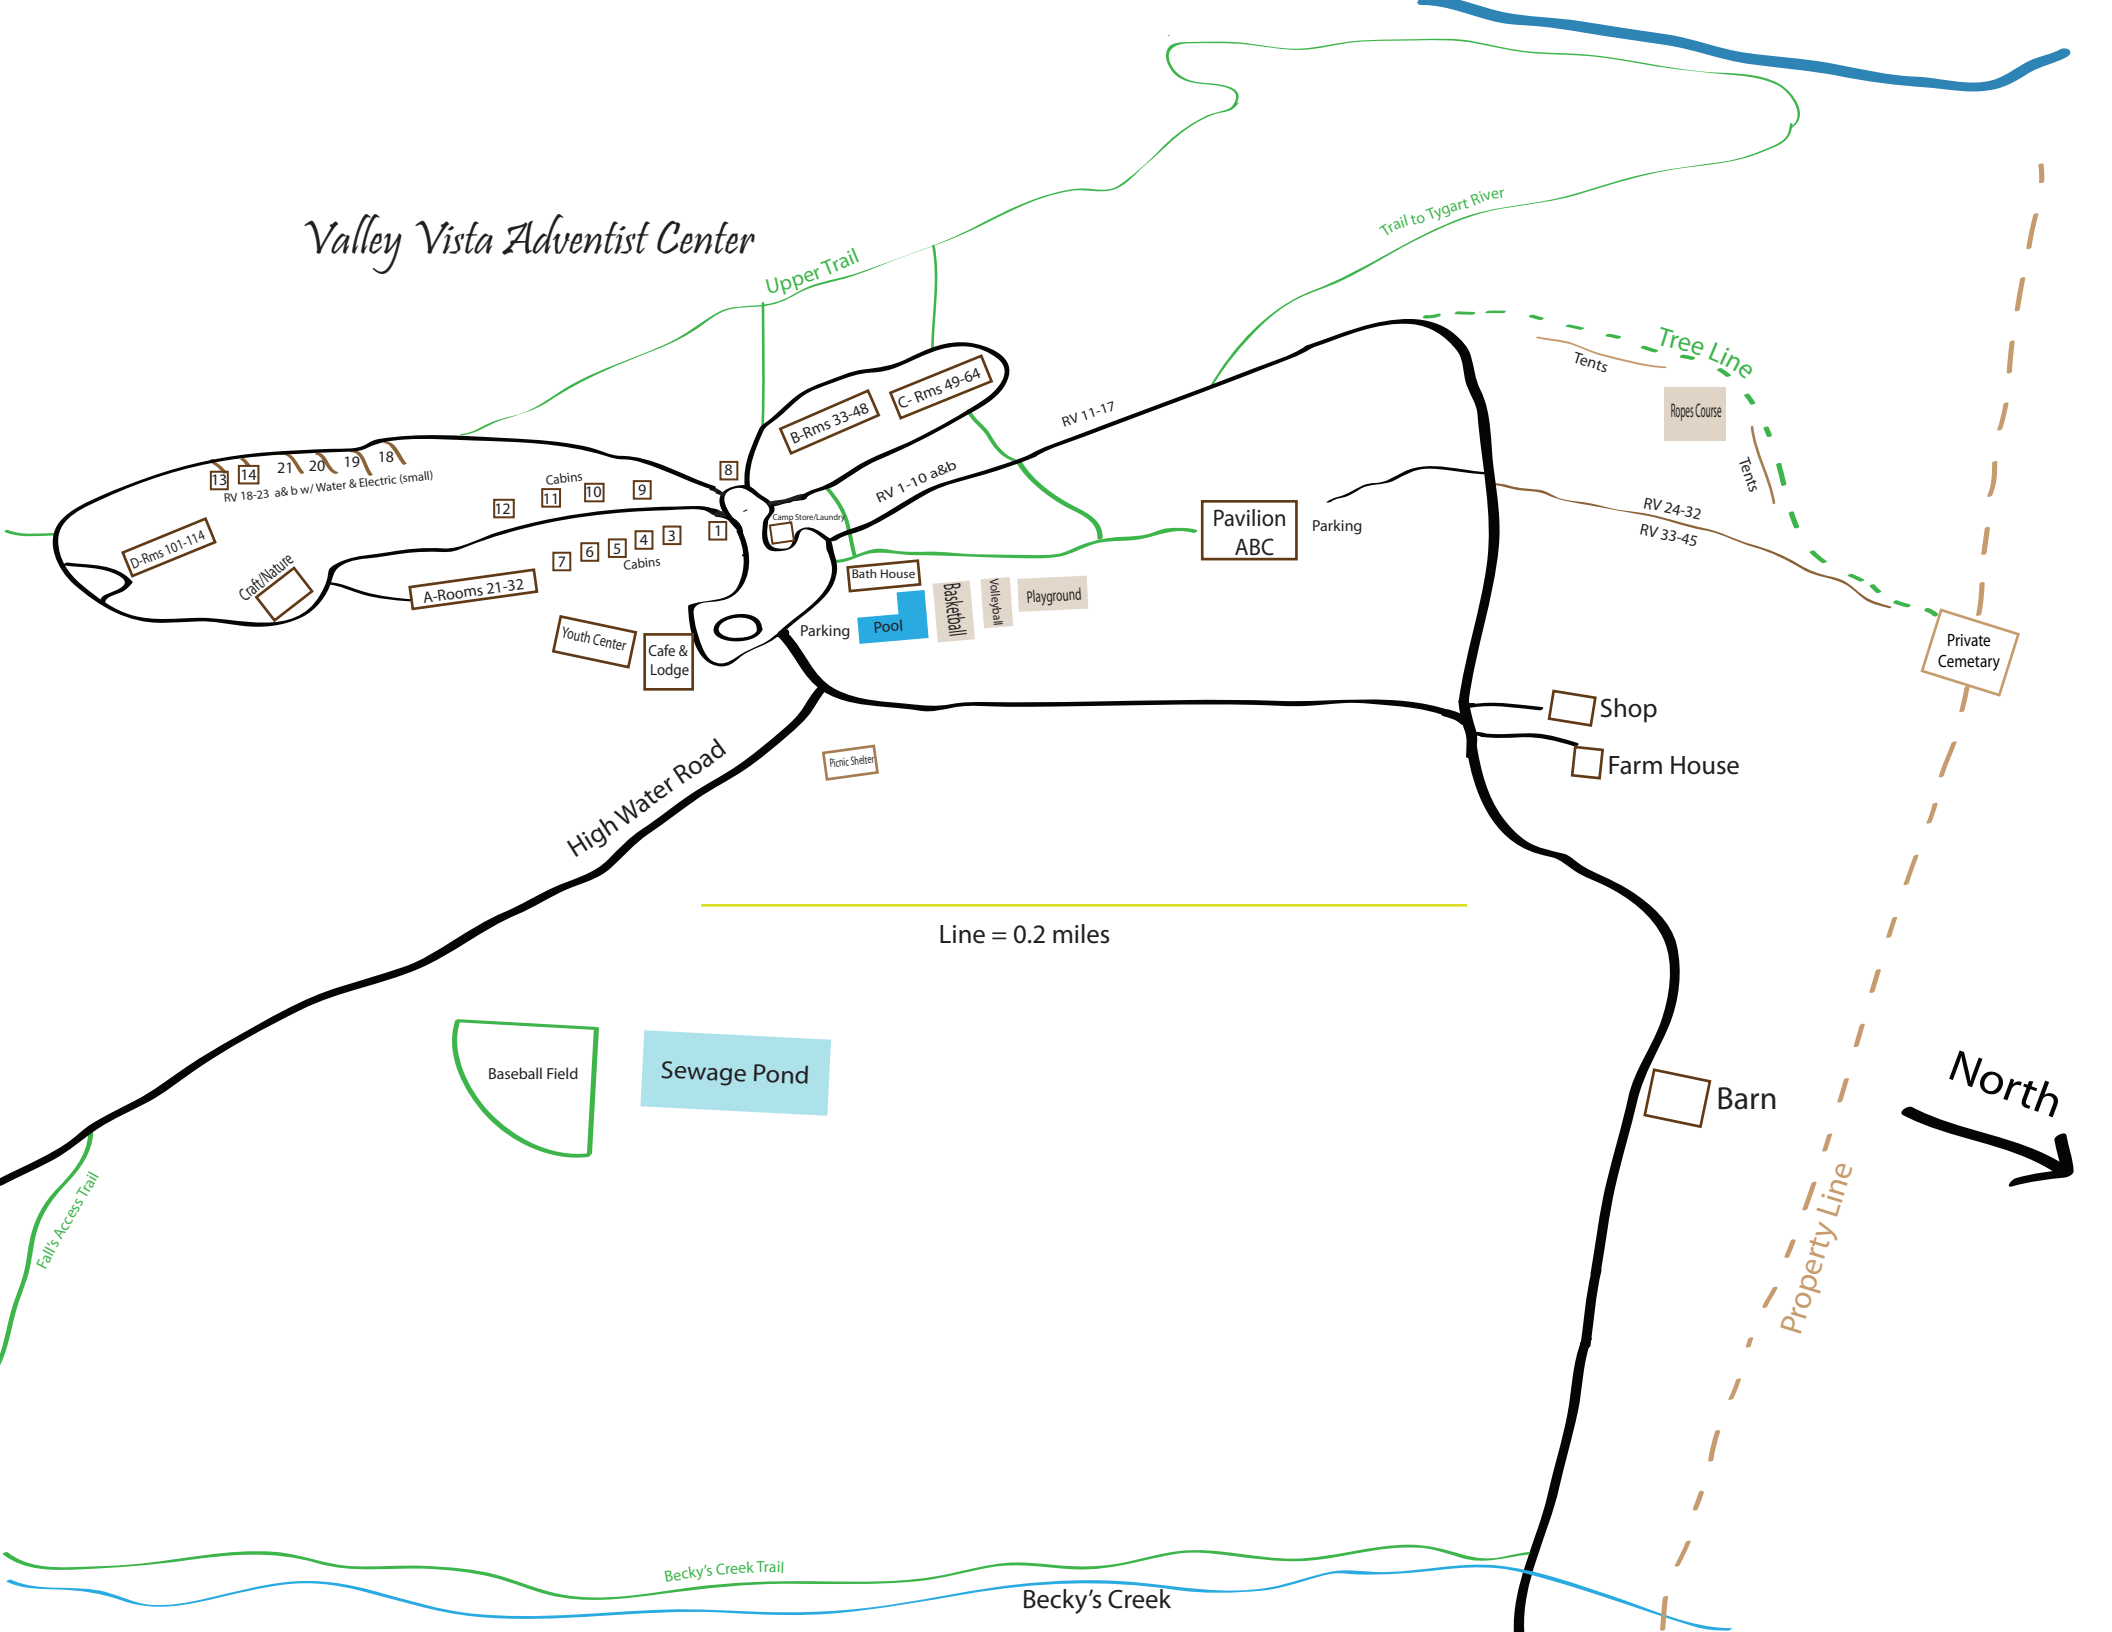 Valley Vista Adventist Center
Upper Trail
Trail to Tygart River
Tree Line
Tents
Ropes Course
Tents
RV 24-32
RV 33-45
Private
Cemetary
B-Rms 33-48
C- Rms 49-64
RV 11-17
RV 1-10 a&b
13
14
21
20
19
18
RV 18-23 a& b w/ Water & Electric (small)
Cabins
12
11
10
9
8
Camp Store/Laundry
D-Rms 101-114
Craft/Nature
A-Rooms 21-32
7
6
5
4
3
1
Cabins
Pavilion
ABC
Parking
Bath House
Pool
Basketball
Volleyball
Playground
Youth Center
Cafe &
Lodge
Parking
Shop
Farm House
Picnic Shelter
High Water Road
Line = 0.2 miles
Baseball Field
Sewage Pond
Barn
North
Property Line
Fall's Access Trail
Becky's Creek Trail
Becky's Creek